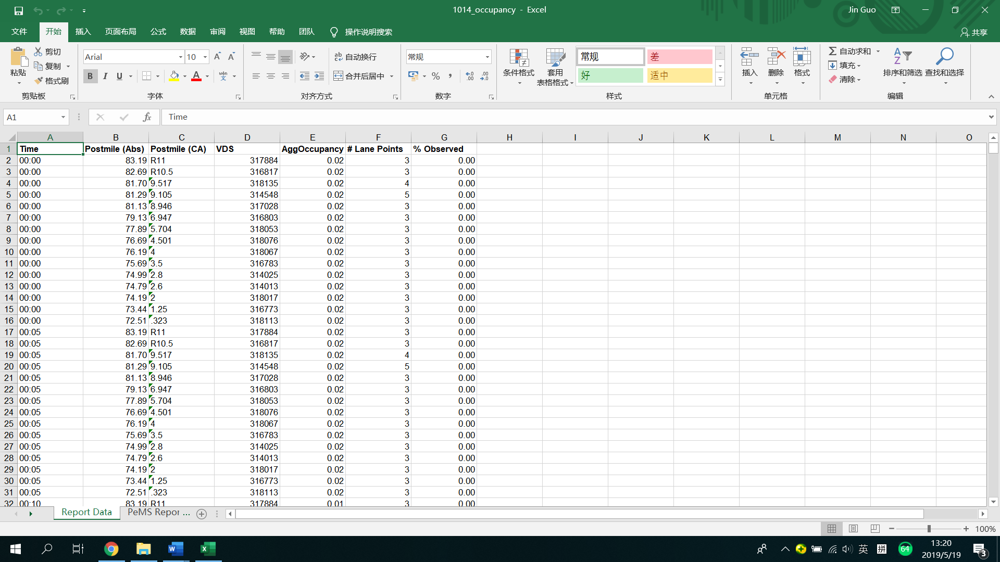 1014_occupancy - Excel
Jin Guo
文件 开始 插入 页面布局 公式 数据 审阅 视图 帮助 团队 操作说明搜索 共享
粘贴 剪切 复制 格式刷 剪贴板
Arial 10 B I U A wén 文 字体
ab 自动换行 合并后居中 对齐方式
常规 % 数字
条件格式 套用 表格格式 常规 差 好 适中 样式
插入 删除 格式 单元格
自动求和 填充 清除 排序和筛选 查找和选择 编辑
A1 fx Time
A B C D E F G H I J K L M N O
1 Time Postmile (Abs) Postmile (CA) VDS AggOccupancy # Lane Points % Observed
2 00:00 83.19 R11 317884 0.02 3 0.00
3 00:00 82.69 R10.5 316817 0.02 3 0.00
4 00:00 81.70 9.517 318135 0.02 4 0.00
5 00:00 81.29 9.105 314548 0.02 5 0.00
6 00:00 81.13 8.946 317028 0.02 3 0.00
7 00:00 79.13 6.947 316803 0.02 3 0.00
8 00:00 77.89 5.704 318053 0.02 3 0.00
9 00:00 76.69 4.501 318076 0.02 3 0.00
10 00:00 76.19 4 318067 0.02 3 0.00
11 00:00 75.69 3.5 316783 0.02 3 0.00
12 00:00 74.99 2.8 314025 0.02 3 0.00
13 00:00 74.79 2.6 314013 0.02 3 0.00
14 00:00 74.19 2 318017 0.02 3 0.00
15 00:00 73.44 1.25 316773 0.02 3 0.00
16 00:00 72.51 .323 318113 0.02 3 0.00
17 00:05 83.19 R11 317884 0.02 3 0.00
18 00:05 82.69 R10.5 316817 0.02 3 0.00
19 00:05 81.70 9.517 318135 0.02 4 0.00
20 00:05 81.29 9.105 314548 0.02 5 0.00
21 00:05 81.13 8.946 317028 0.02 3 0.00
22 00:05 79.13 6.947 316803 0.02 3 0.00
23 00:05 77.89 5.704 318053 0.02 3 0.00
24 00:05 76.69 4.501 318076 0.02 3 0.00
25 00:05 76.19 4 318067 0.02 3 0.00
26 00:05 75.69 3.5 316783 0.02 3 0.00
27 00:05 74.99 2.8 314025 0.02 3 0.00
28 00:05 74.79 2.6 314013 0.02 3 0.00
29 00:05 74.19 2 318017 0.02 3 0.00
30 00:05 73.44 1.25 316773 0.02 3 0.00
31 00:05 72.51 .323 318113 0.02 3 0.00
32 00:10 83.19 R11 317884 0.01 3 0.00
Report Data PeMS Repor ...
100%
英 拼 64 13:20
2019/5/19 3